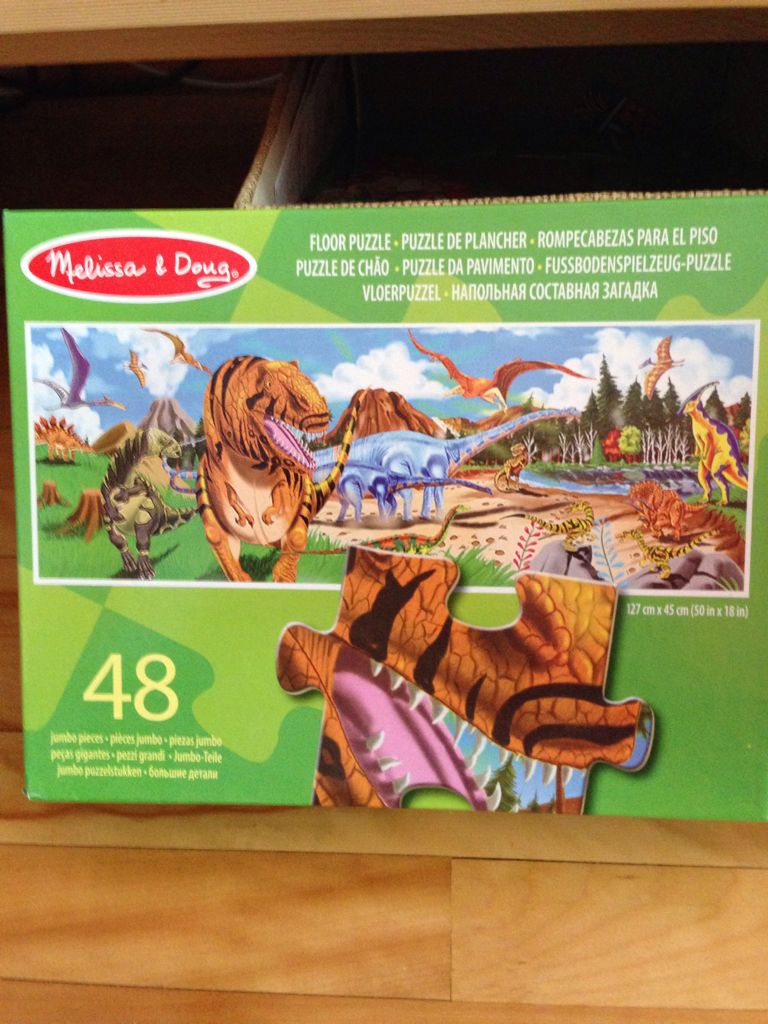 Melissa & Doug®
FLOOR PUZZLE • PUZZLE DE PLANCHER • ROMPECABEZAS PARA EL PISO
PUZZLE DE CHÃO • PUZZLE DA PAVIMENTO • FUSSBODENSPIELZEUG-PUZZLE
VLOERPUZZEL • НАПОЛЬНАЯ СОСТАВНАЯ ЗАГАДКА
127 cm x 45 cm (50 in x 18 in)
48
jumbo pieces • pièces jumbo • piezas jumbo
peças gigantes • pezzi grandi • Jumbo-Teile
jumbo puzzelstukken • большие детали